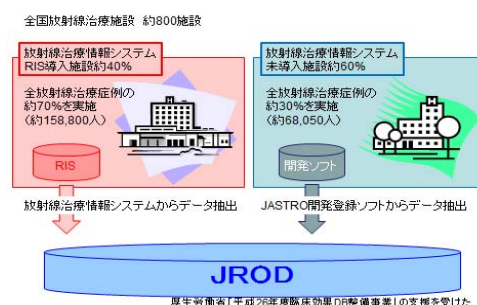 全国放射線治療施設 約800施設
放射線治療情報システム
RIS導入施設約40%
全放射線治療症例の
約70%を実施
(約158,800人)
RIS
放射線治療情報システムからデータ抽出
放射線治療情報システム
未導入施設約60%
全放射線治療症例の
約30%を実施
(約68,050人)
開発ソフト
JASTRO開発登録ソフトからデータ抽出
JROD
厚生労働省「平成26年度臨床効果DB整備事業」の支援を受けた